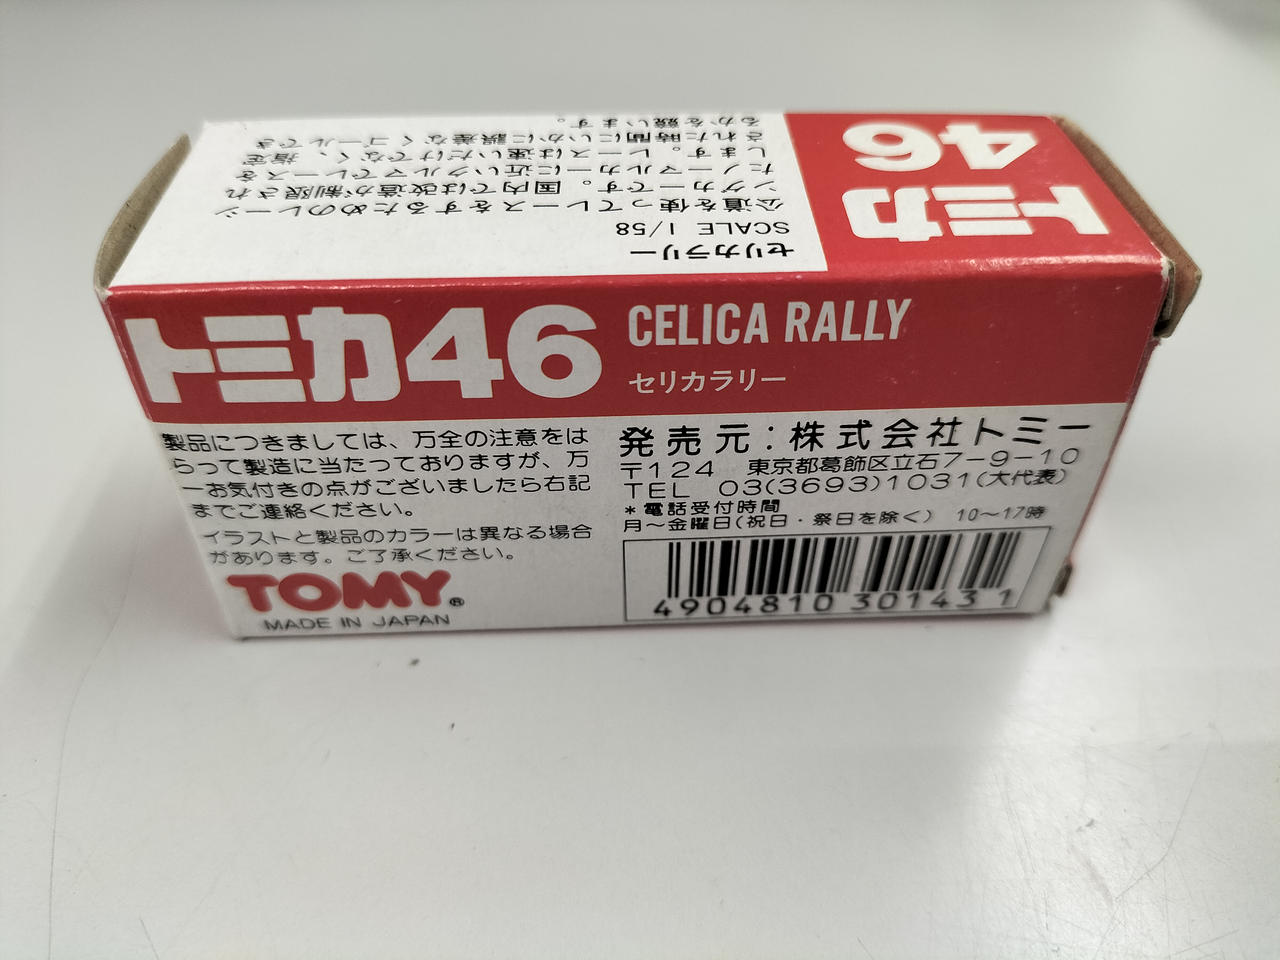 トミカ
46
セリカラリー
SCALE 1/58
公道を使ってレースをするためのレーシ
ングカーです。国内では改造が制限され
たノーマルカーに近いクルマでレースを
します。レースは速いだけでなく、指定
された時間にいかに誤差なくゴールでき
るかを競います。
トミカ46
CELICA RALLY
セリカラリー
製品につきましては、万全の注意をは
らって製造に当たっておりますが、万
一お気付きの点がございましたら右記
までご連絡ください。
イラストと製品のカラーは異なる場合
があります。ご了承ください。
TOMY®
MADE IN JAPAN
発売元:株式会社トミー
〒124 東京都葛飾区立石7-9-10
TEL 03(3693)1031(大代表)
*電話受付時間
月～金曜日(祝日・祭日を除く) 10～17時
4904810 301431